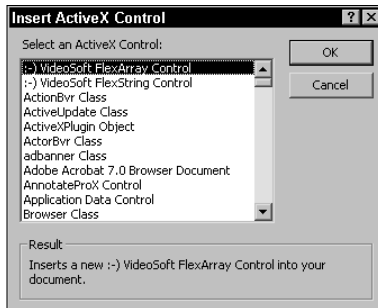 Insert ActiveX Control
Select an ActiveX Control:
OK
Cancel
:-) VideoSoft FlexArray Control
:-) VideoSoft FlexString Control
ActionBvr Class
ActiveUpdate Class
ActiveXPlugin Object
ActorBvr Class
adbanner Class
Adobe Acrobat 7.0 Browser Document
AnnotateProX Control
Application Data Control
Browser Class
Result
Inserts a new :-) VideoSoft FlexArray Control into your
document.